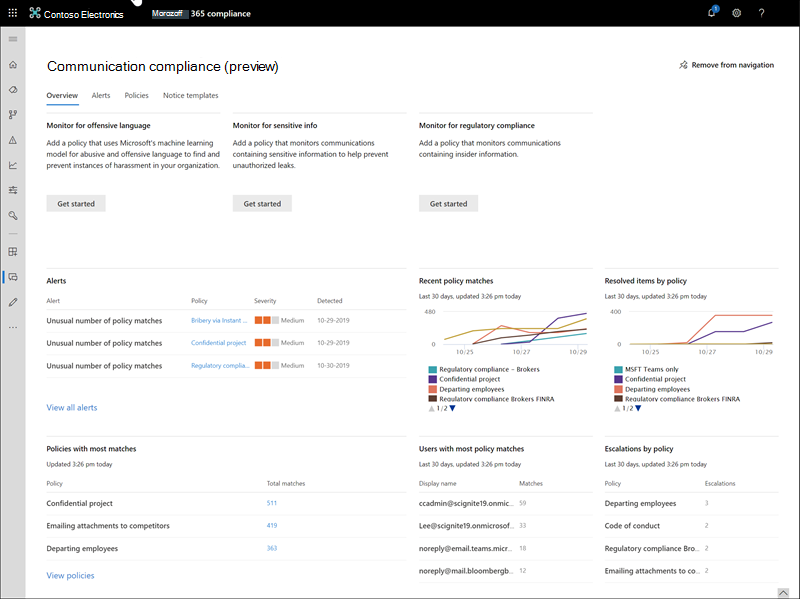 Contoso Electronics
Marazoff 365 compliance
1
?
Communication compliance (preview)
Remove from navigation
Overview Alerts Policies Notice templates
Monitor for offensive language
Add a policy that uses Microsoft's machine learning
model for abusive and offensive language to find and
prevent instances of harassment in your organization.
Get started
Monitor for sensitive info
Add a policy that monitors communications
containing sensitive information to help prevent
unauthorized leaks.
Get started
Monitor for regulatory compliance
Add a policy that monitors communications
containing insider information.
Get started
Alerts
Alert Policy Severity Detected
Unusual number of policy matches Bribery via Instant ... Medium 10-29-2019
Unusual number of policy matches Confidential project Medium 10-29-2019
Unusual number of policy matches Regulatory complia... Medium 10-30-2019
View all alerts
Recent policy matches
Last 30 days, updated 3:26 pm today
480
0
10/25 10/27 10/29
Regulatory compliance - Brokers
Confidential project
Departing employees
Regulatory compliance Brokers FINRA
1/2
Resolved items by policy
Last 30 days, updated 3:26 pm today
400
0
10/25 10/27 10/29
MSFT Teams only
Confidential project
Departing employees
Regulatory compliance Brokers FINRA
1/2
Policies with most matches
Updated 3:26 pm today
Policy Total matches
Confidential project 511
Emailing attachments to competitors 419
Departing employees 363
View policies
Users with most policy matches
Last 30 days, updated 3:26 pm today
Display name Matches
ccadmin@scignite19.onmic... 59
Lee@scignite19.onmicrosof... 33
noreply@email.teams.micr... 18
noreply@mail.bloombergb... 12
Escalations by policy
Last 30 days, updated 3:26 pm today
Policy Escalations
Departing employees 3
Code of conduct 2
Regulatory compliance Bro... 2
Emailing attachments to co... 2